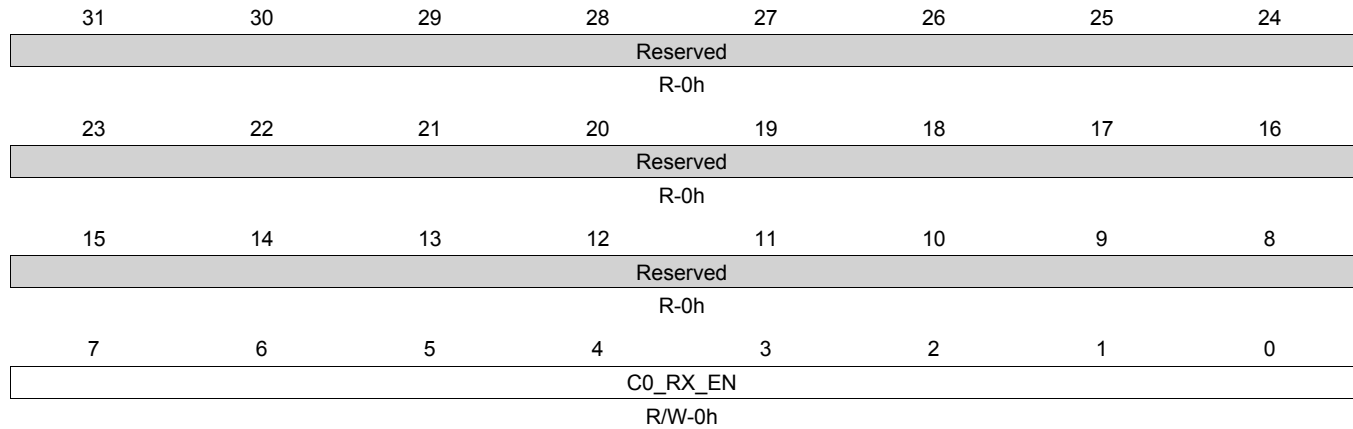 31 30 29 28 27 26 25 24
Reserved
R-0h
23 22 21 20 19 18 17 16
Reserved
R-0h
15 14 13 12 11 10 9 8
Reserved
R-0h
7 6 5 4 3 2 1 0
C0_RX_EN
R/W-0h